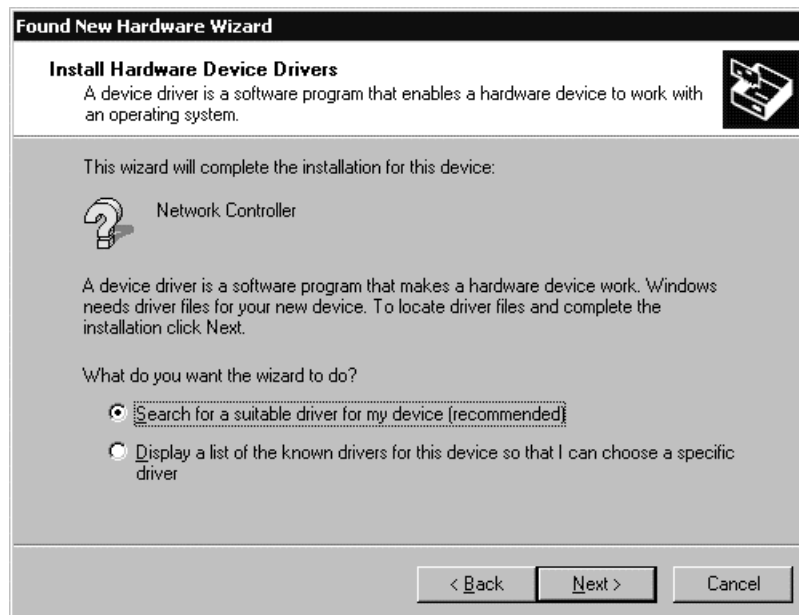 Found New Hardware Wizard
Install Hardware Device Drivers
A device driver is a software program that enables a hardware device to work with
an operating system.
This wizard will complete the installation for this device:
Network Controller
A device driver is a software program that makes a hardware device work. Windows
needs driver files for your new device. To locate driver files and complete the
installation click Next.
What do you want the wizard to do?
Search for a suitable driver for my device (recommended)
Display a list of the known drivers for this device so that I can choose a specific
driver
< Back
Next >
Cancel